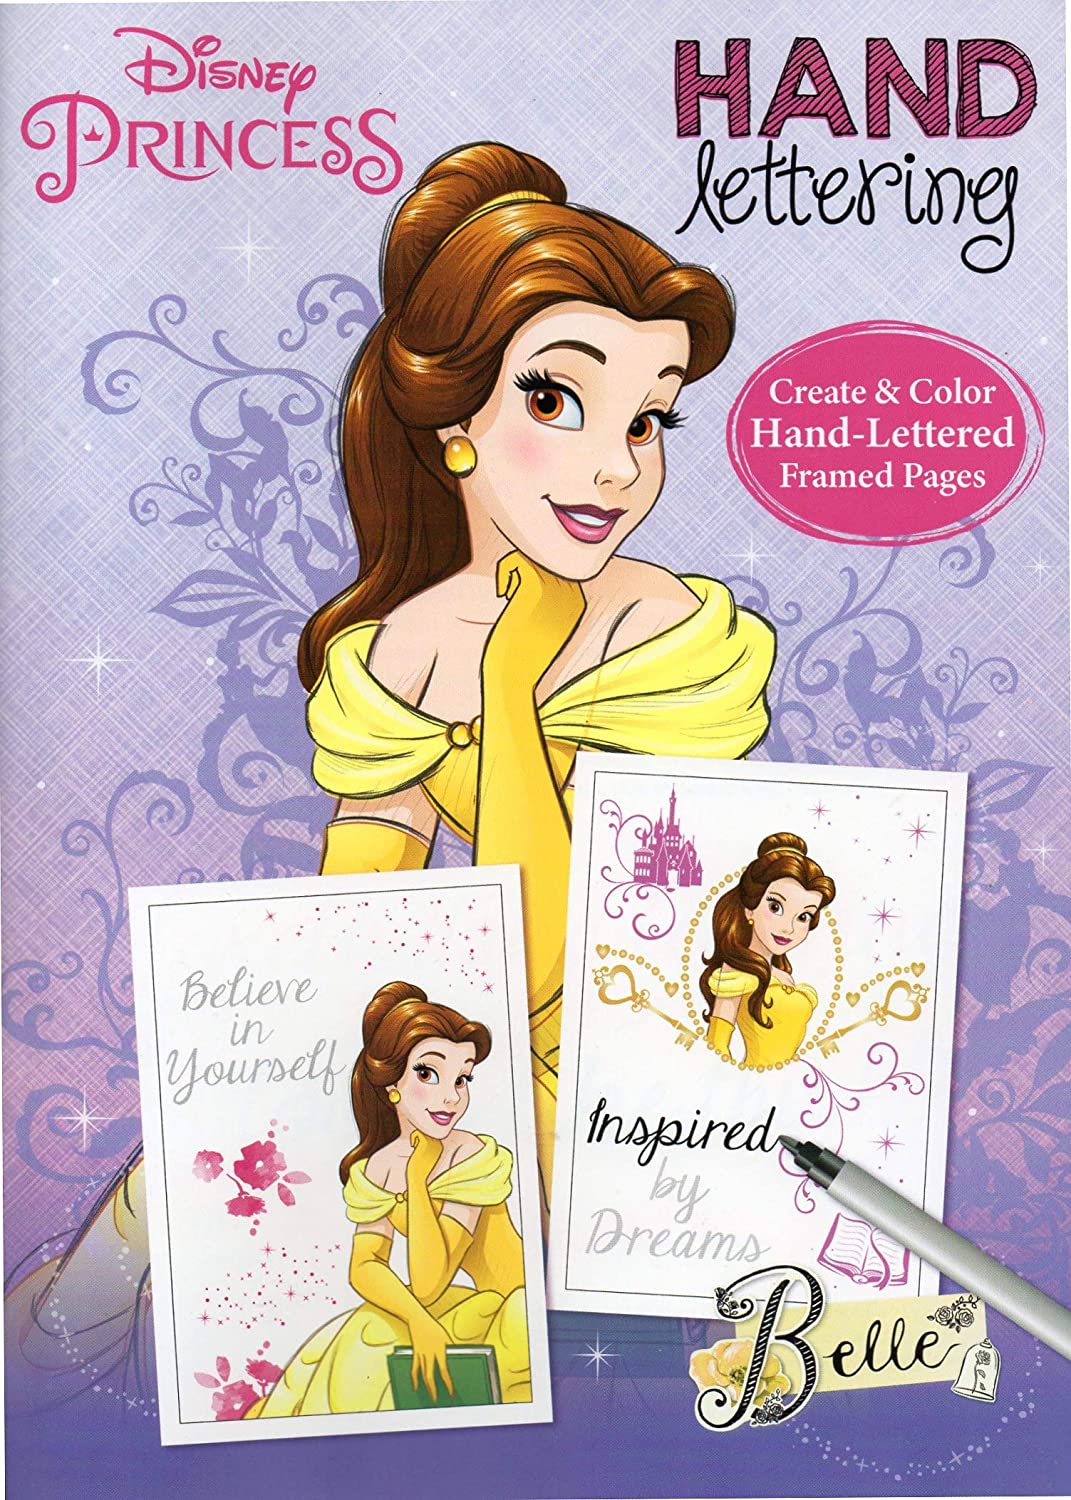 Disney
Princess
HAND
lettering
Create & Color
Hand-Lettered
Framed Pages
Believe
in
Yourself
Inspired
by
Dreams
Belle